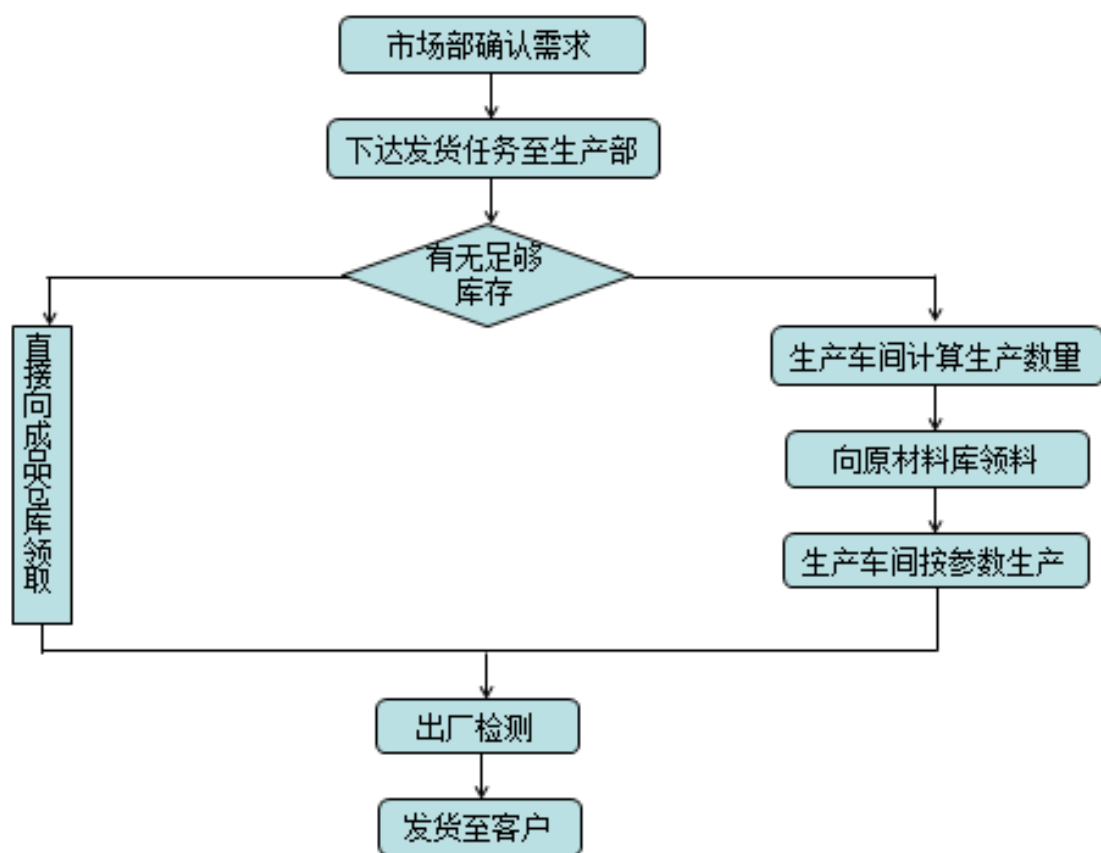 市场部确认需求
下达发货任务至生产部
有无足够
库存
直接向成品仓库领取
生产车间计算生产数量
向原材料库领料
生产车间按参数生产
出厂检测
发货至客户